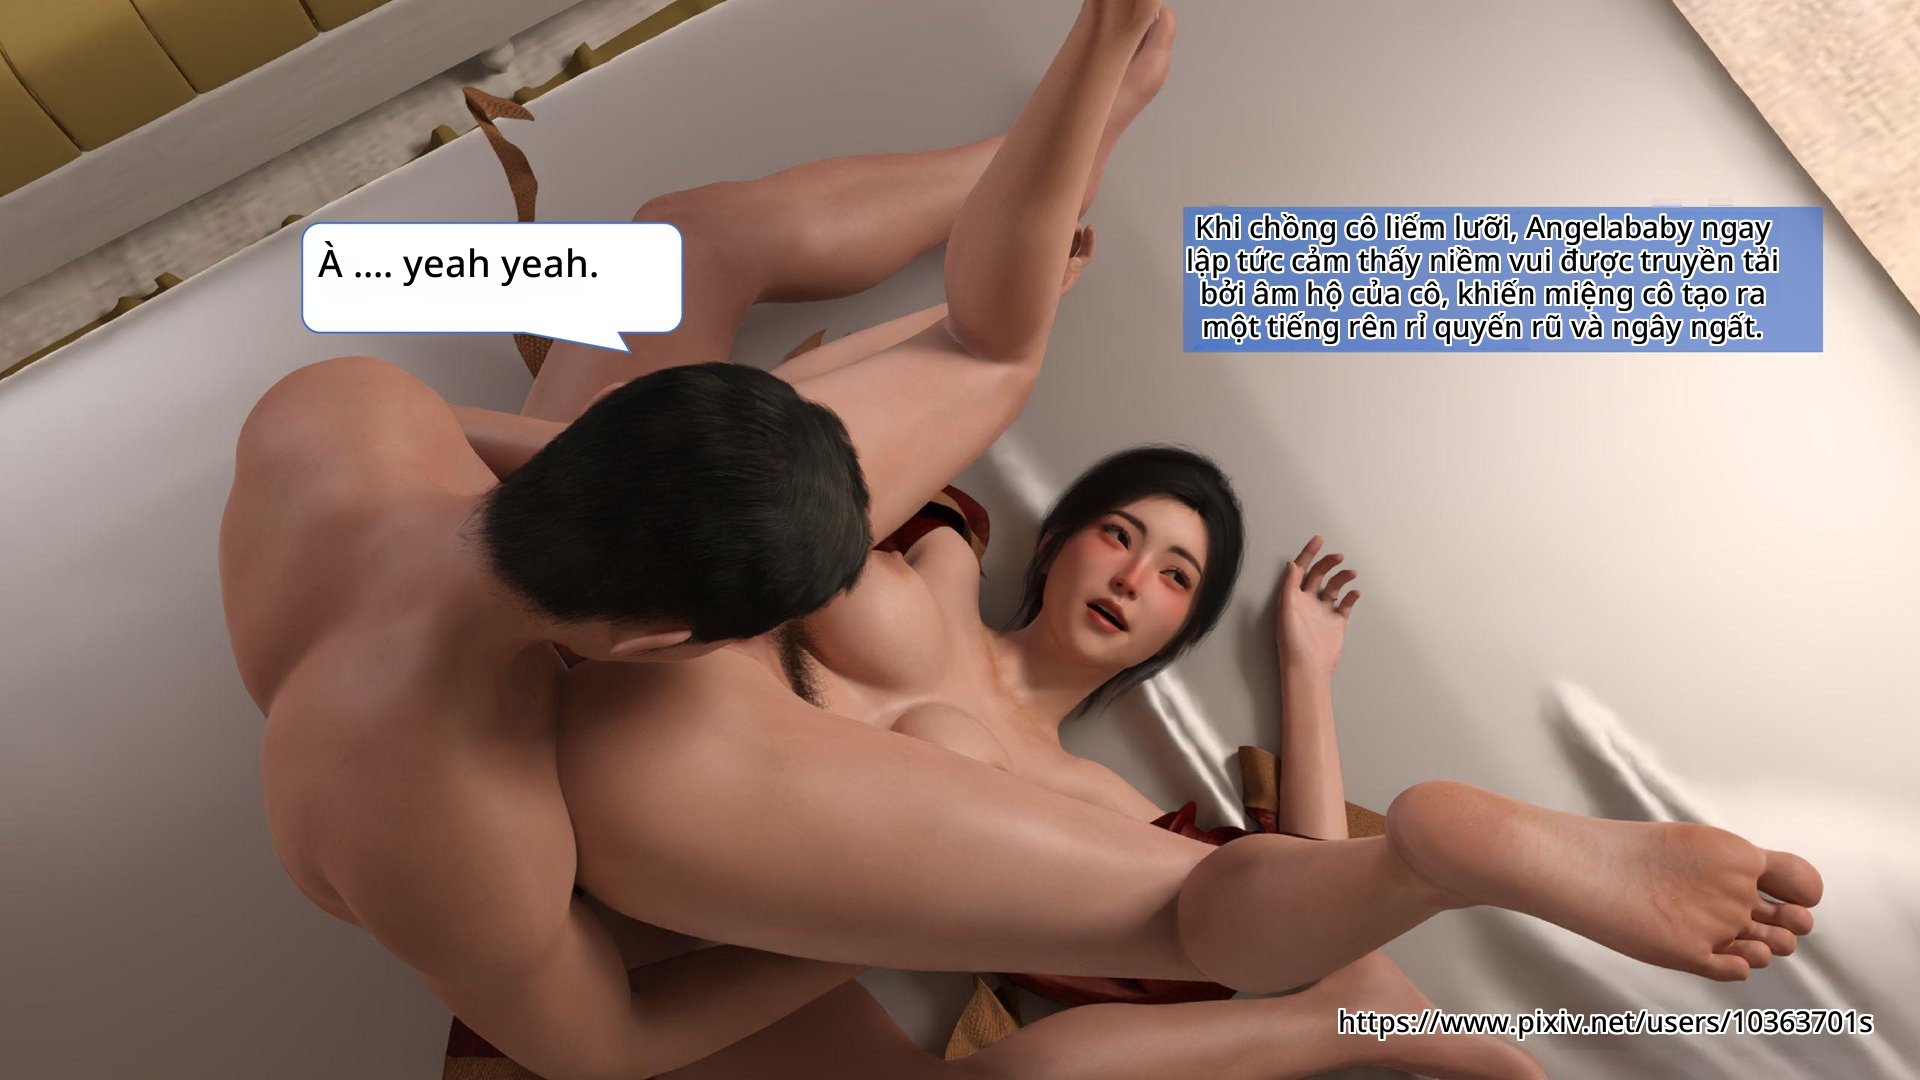 À .... yeah yeah.
Khi chồng cô liếm lưỡi, Angelababy ngay
lập tức cảm thấy niềm vui được truyền tải
bởi âm hộ của cô, khiến miệng cô tạo ra
một tiếng rên rỉ quyến rũ và ngây ngất.
https://www.pixiv.net/users/10363701s